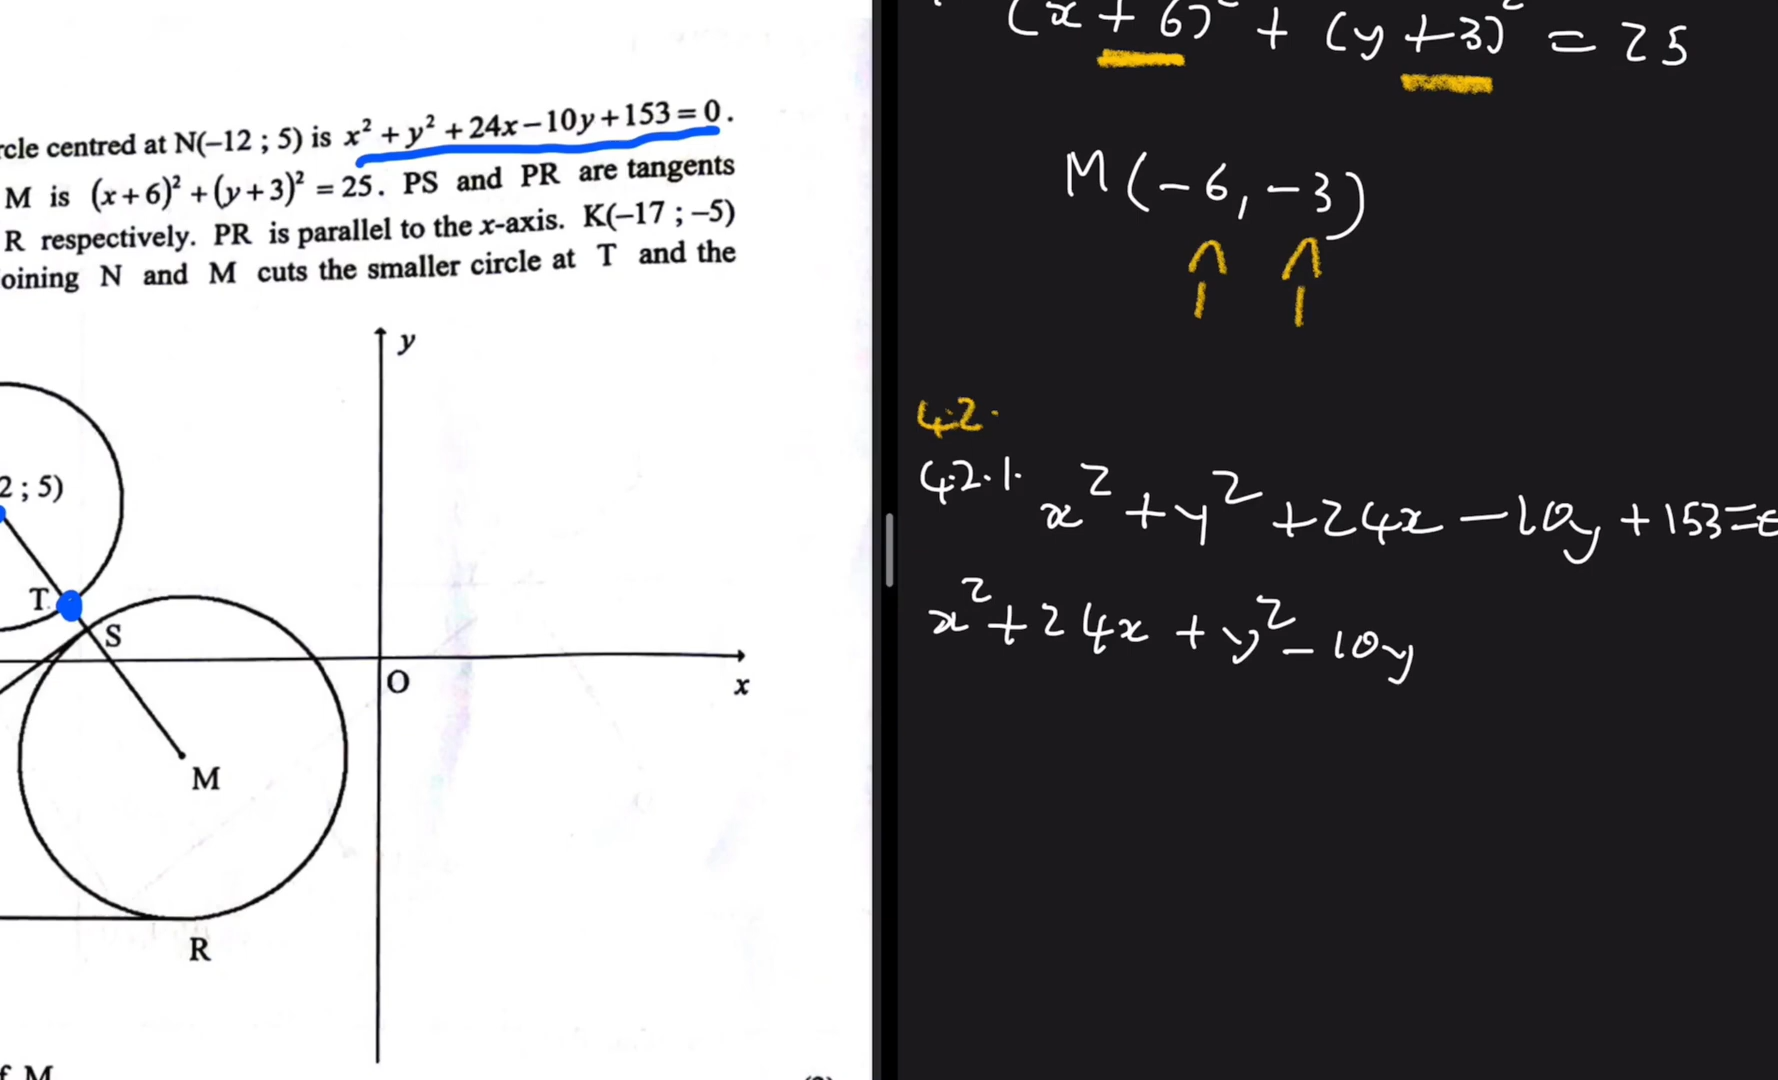 rcle centred at N(−12 ; 5) is x² + y² + 24x − 10y + 153 = 0 .
M is (x + 6)² + (y + 3)² = 25 . PS and PR are tangents
R respectively. PR is parallel to the x-axis. K(−17 ; −5)
oining N and M cuts the smaller circle at T and the
y
2 ; 5)
T
S
O
x
M
R
f M
(x + 6)² + (y + 3)² = 25
M(−6, −3)
4.2.
4.2.1. x² + y² + 24x − 10y + 153 = 0
x² + 24x + y² − 10y